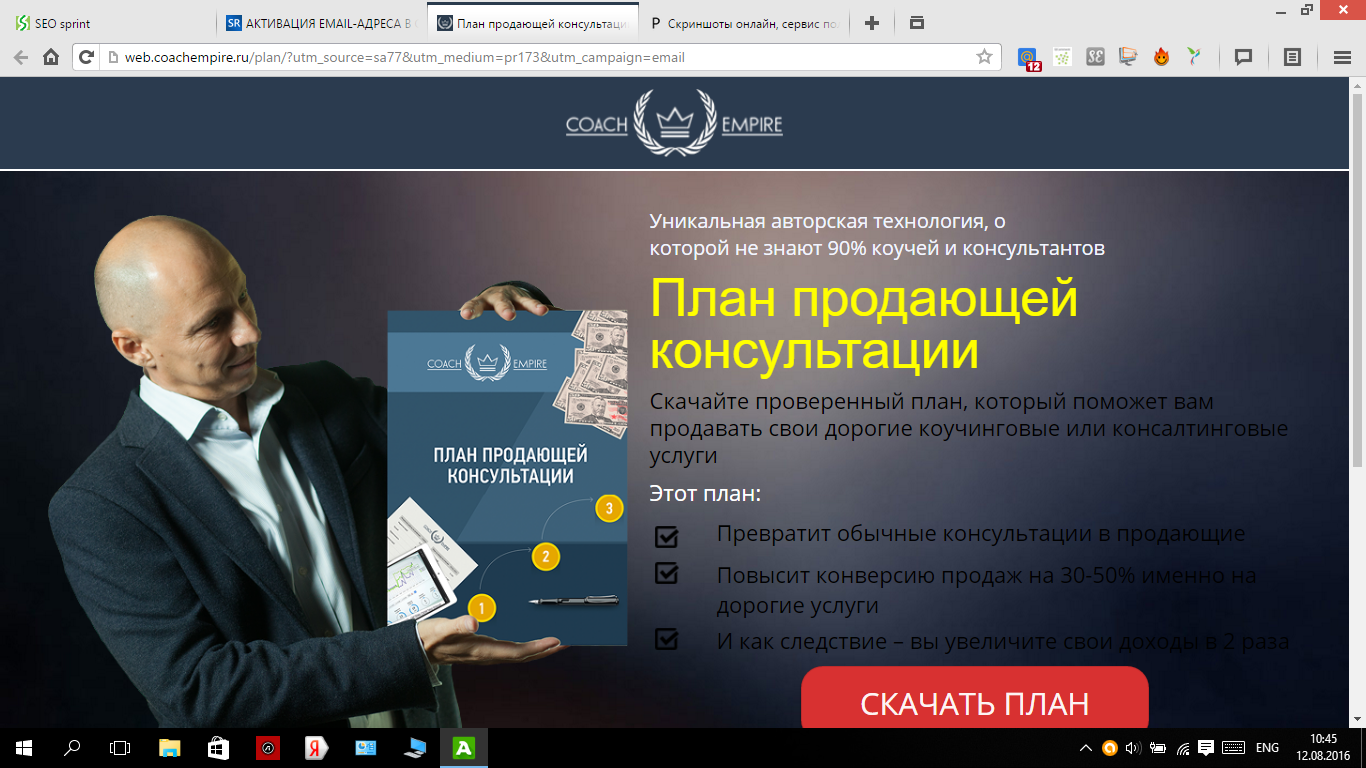 SEO sprint
SR АКТИВАЦИЯ EMAIL-АДРЕСА В
План продающей консультаци
Скриншоты онлайн, сервис по
web.coachempire.ru/plan/?utm_source=sa77&utm_medium=pr173&utm_campaign=email
12
COACH EMPIRE
Уникальная авторская технология, о
которой не знают 90% коучей и консультантов
План продающей
консультации
Скачайте проверенный план, который поможет вам
продавать свои дорогие коучинговые или консалтинговые
услуги
Этот план:
Превратит обычные консультации в продающие
Повысит конверсию продаж на 30-50% именно на
дорогие услуги
И как следствие – вы увеличите свои доходы в 2 раза
СКАЧАТЬ ПЛАН
COACH EMPIRE
ПЛАН ПРОДАЮЩЕЙ
КОНСУЛЬТАЦИИ
3
2
1
ENG
10:45
12.08.2016